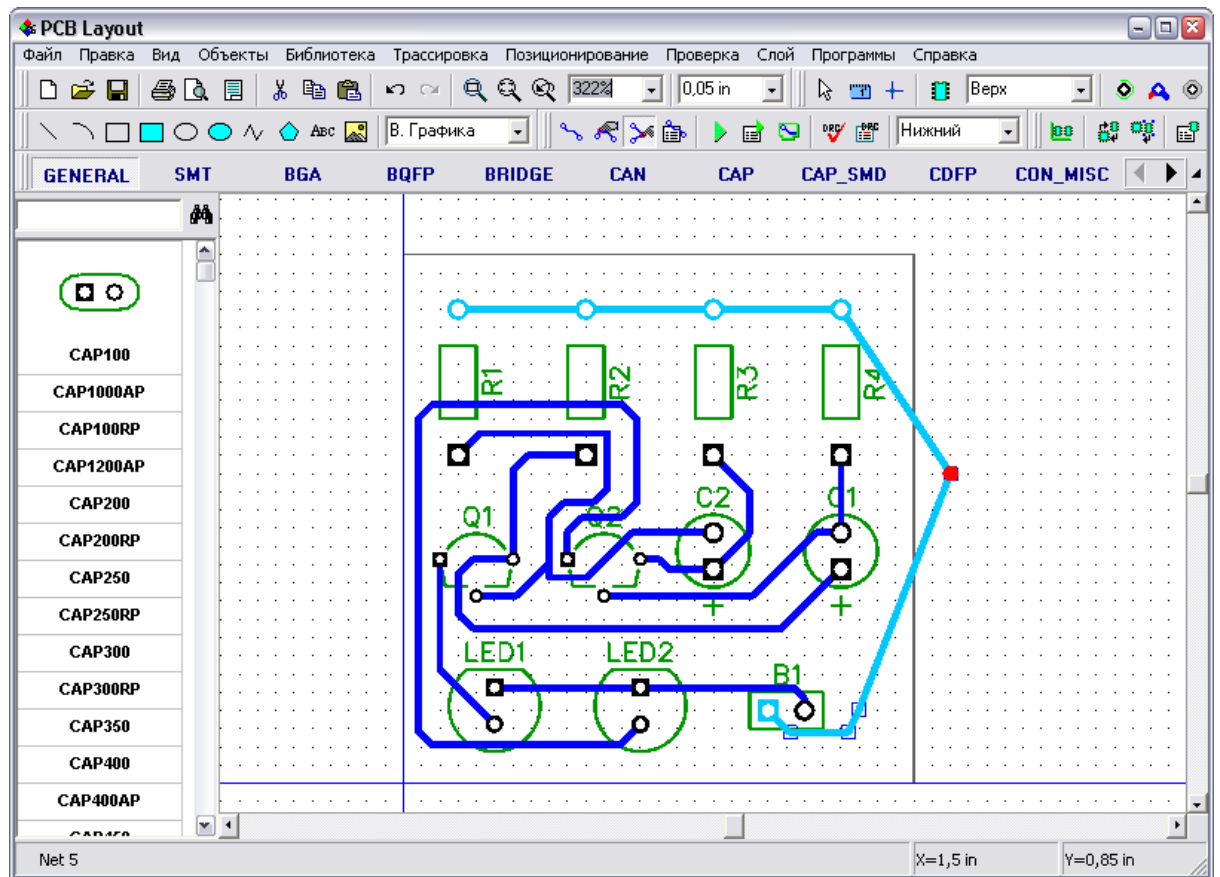 PCB Layout
Файл Правка Вид Объекты Библиотека Трассировка Позиционирование Проверка Слой Программы Справка
322% 0,05 in Верх
ABC В. Графика DRC DRC Нижний
GENERAL SMT BGA BQFP BRIDGE CAN CAP CAP_SMD CDFP CON_MISC
CAP100
CAP1000AP
CAP100RP
CAP1200AP
CAP200
CAP200RP
CAP250
CAP250RP
CAP300
CAP300RP
CAP350
CAP400
CAP400AP
CAP450
R1 R2 R3 R4
Q1 Q2 C2 C1
+ +
LED1 LED2 B1
Net 5 X=1,5 in Y=0,85 in